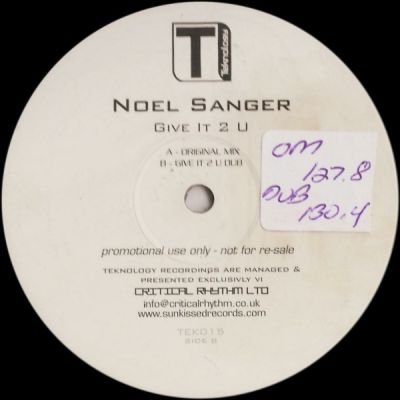 T
NOEL SANGER
GIVE IT 2 U
A - ORIGINAL MIX
B - GIVE IT 2 U DUB
OM
127.8
DUB
130.4
promotional use only - not for re-sale
TEKNOLOGY RECORDINGS ARE MANAGED &
PRESENTED EXCLUSIVLY VI
CRITICAL RHYTHM LTD
info@criticalrhythm.co.uk
www.sunkissedrecords.com
TEK015
SIDE B